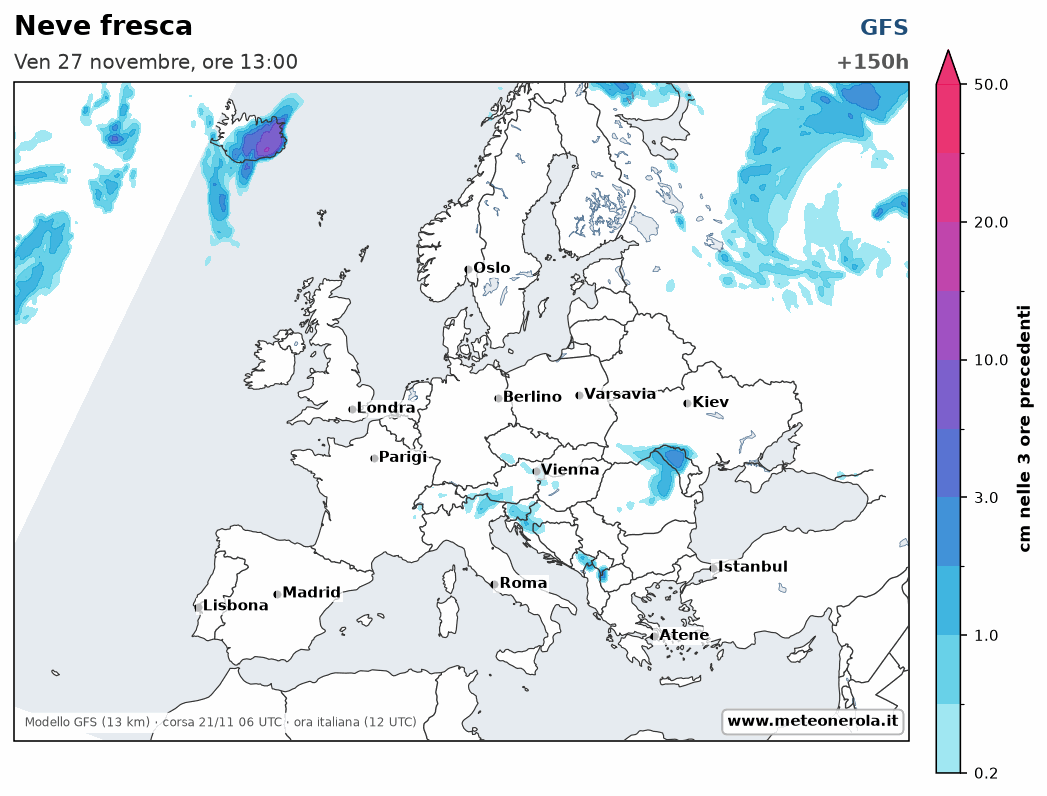 Neve fresca
GFS
Ven 27 novembre, ore 13:00
+150h
50.0
20.0
10.0
3.0
1.0
0.2
cm nelle 3 ore precedenti
Oslo
Berlino
Varsavia
Kiev
Londra
Parigi
Vienna
Istanbul
Roma
Madrid
Lisbona
Atene
Modello GFS (13 km) · corsa 21/11 06 UTC · ora italiana (12 UTC)
www.meteonerola.it